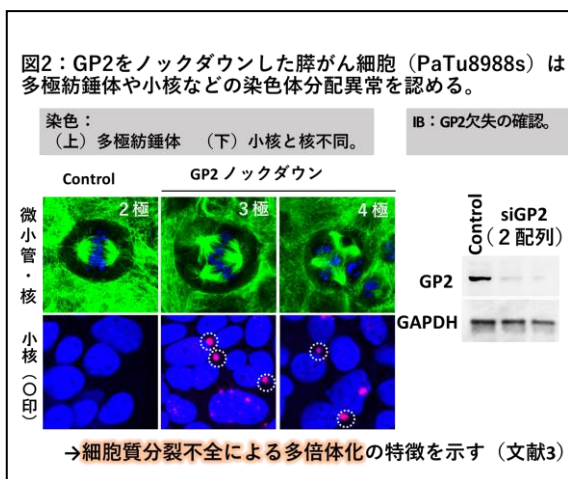 図2：GP2をノックダウンした膵がん細胞（PaTu8988s）は
多極紡錘体や小核などの染色体分配異常を認める。
染色：
（上）多極紡錘体　（下）小核と核不同。
IB：GP2欠失の確認。
Control
GP2 ノックダウン
微小管・核
2極
3極
4極
小核（〇印）
Control
siGP2
（2配列）
GP2
GAPDH
→細胞質分裂不全による多倍体化の特徴を示す（文献3）